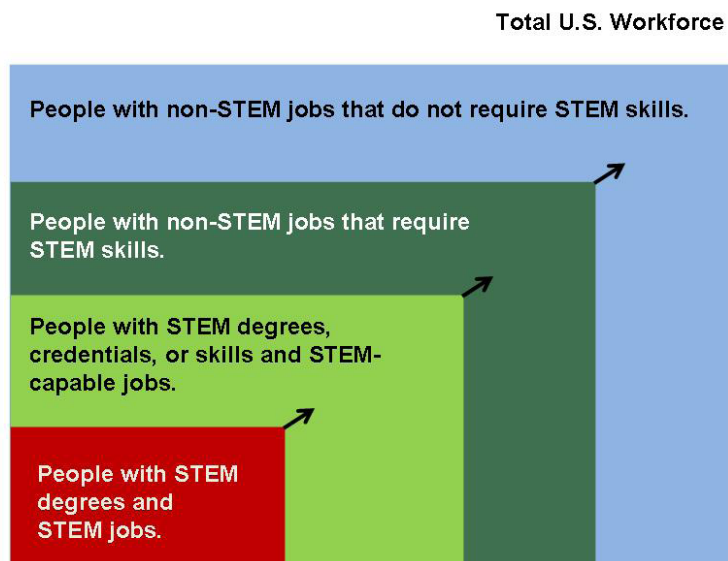 Total U.S. Workforce
People with non-STEM jobs that do not require STEM skills.
People with non-STEM jobs that require
STEM skills.
People with STEM degrees,
credentials, or skills and STEM-
capable jobs.
People with STEM
degrees and
STEM jobs.